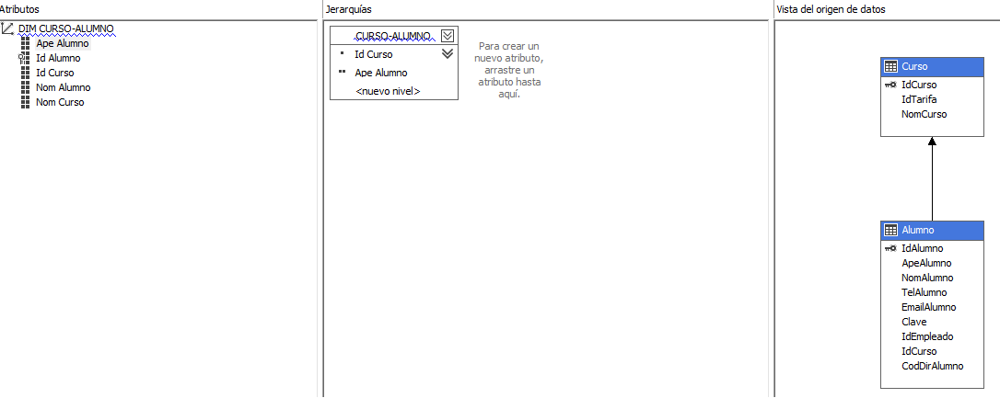 Atributos
DIM CURSO-ALUMNO
Ape Alumno
Id Alumno
Id Curso
Nom Alumno
Nom Curso
Jerarquías
CURSO-ALUMNO
Id Curso
Ape Alumno
<nuevo nivel>
Para crear un
nuevo atributo,
arrastre un
atributo hasta
aquí.
Vista del origen de datos
Curso
IdCurso
IdTarifa
NomCurso
Alumno
IdAlumno
ApeAlumno
NomAlumno
TelAlumno
EmailAlumno
Clave
IdEmpleado
IdCurso
CodDirAlumno